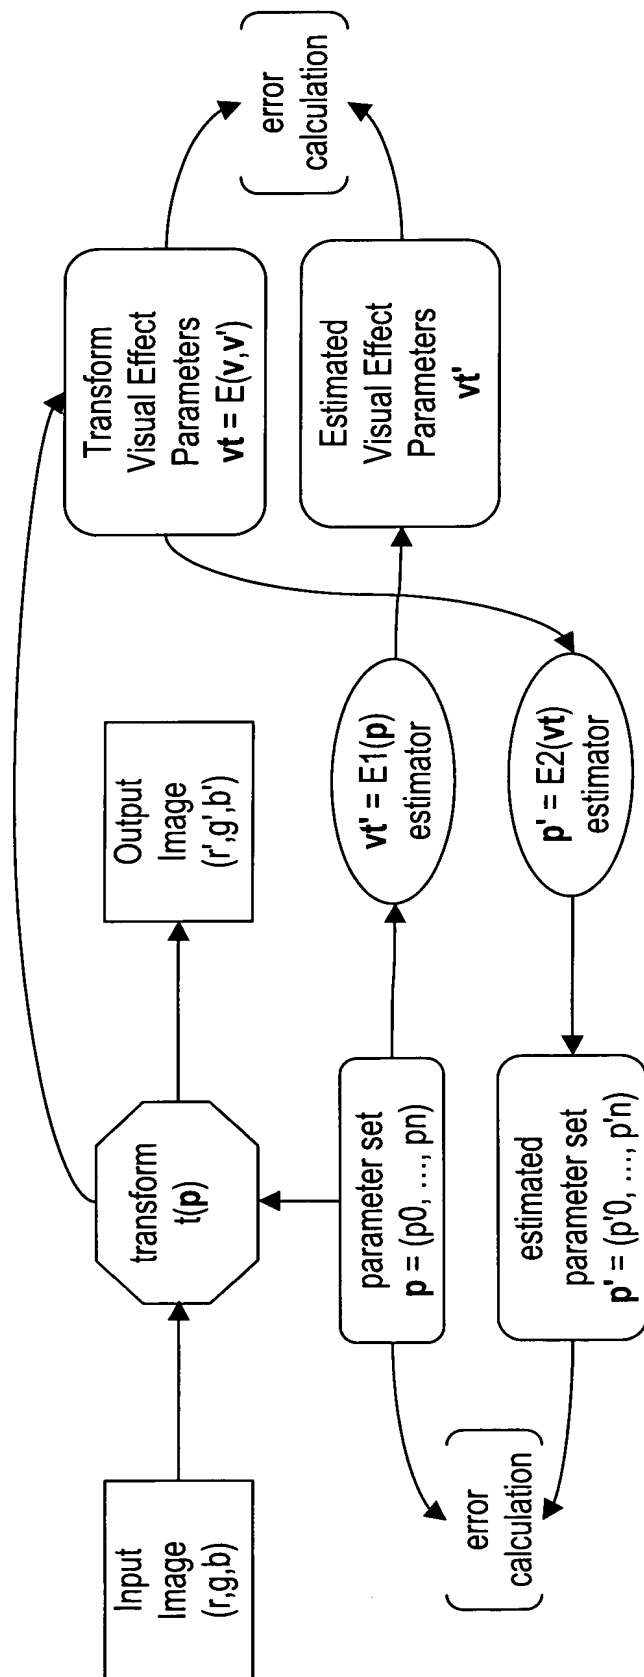 Input
Image
(r,g,b)
transform
t(p)
Output
Image
(r',g',b')
Transform
Visual Effect
Parameters
vt = E(v,v')
error
calculation
parameter set
p = (p0, ..., pn)
vt' = E1(p)
estimator
Estimated
Visual Effect
Parameters
vt'
error
calculation
estimated
parameter set
p' = (p'0, ..., p'n)
p' = E2(vt)
estimator